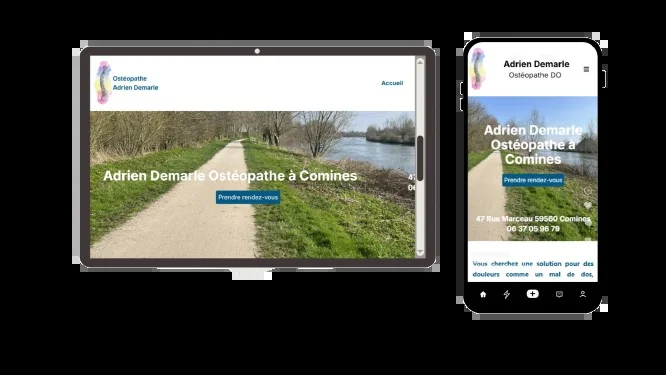 Ostéopathe
Adrien Demarle
Accueil
Adrien Demarle Ostéopathe à Comines
Prendre rendez-vous
Adrien Demarle
Ostéopathe DO
Adrien Demarle
Ostéopathe à
Comines
Prendre rendez-vous
47 Rue Marceau 59560 Comines
06 37 05 96 79
Vous cherchez une solution pour des
douleurs comme un mal de dos,